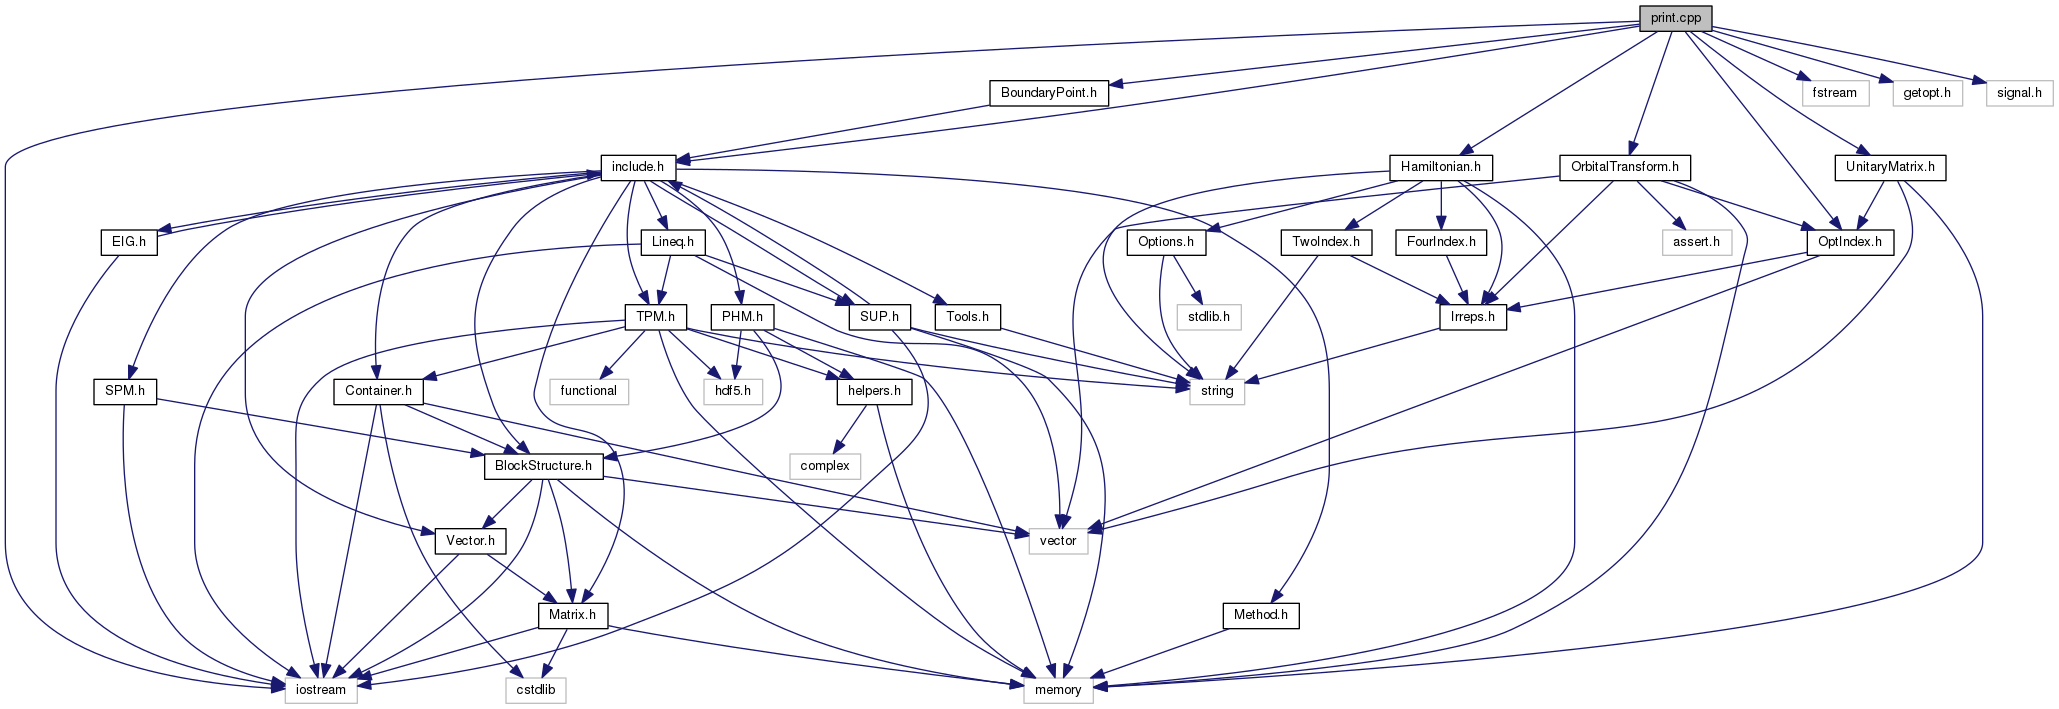 print.cpp
BoundaryPoint.h
fstream
getopt.h
signal.h
include.h
Hamiltonian.h
OrbitalTransform.h
UnitaryMatrix.h
EIG.h
Lineq.h
Options.h
TwoIndex.h
FourIndex.h
assert.h
OptIndex.h
TPM.h
PHM.h
SUP.h
Tools.h
stdlib.h
Irreps.h
SPM.h
Container.h
functional
hdf5.h
helpers.h
string
BlockStructure.h
complex
Vector.h
vector
Matrix.h
Method.h
iostream
cstdlib
memory